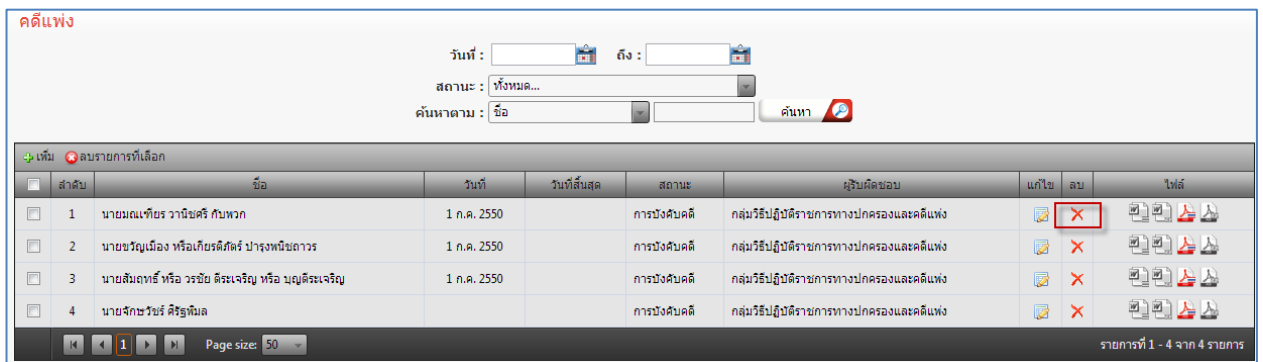 คดีแพ่ง
วันที่ : ถึง :
สถานะ : ทั้งหมด...
ค้นหาตาม : ชื่อ ค้นหา
เพิ่ม ลบรายการที่เลือก
ลำดับ ชื่อ วันที่ วันที่สิ้นสุด สถานะ ผู้รับผิดชอบ แก้ไข ลบ ไฟล์
1 นายมณเฑียร วานิชศรี กับพวก 1 ก.ค. 2550 การบังคับคดี กลุ่มวิธีปฏิบัติราชการทางปกครองและคดีแพ่ง
2 นายขวัญเมือง หรือเกียรติภัตร์ บำรุงพนิชถาวร 1 ก.ค. 2550 การบังคับคดี กลุ่มวิธีปฏิบัติราชการทางปกครองและคดีแพ่ง
3 นายสัมฤทธิ์ หรือ วรชัย ติระเจริญ หรือ บุญติระเจริญ 1 ก.ค. 2550 การบังคับคดี กลุ่มวิธีปฏิบัติราชการทางปกครองและคดีแพ่ง
4 นายจักษวัชร์ ศิรัฐพิมล การบังคับคดี กลุ่มวิธีปฏิบัติราชการทางปกครองและคดีแพ่ง
1 Page size: 50 รายการที่ 1 - 4 จาก 4 รายการ